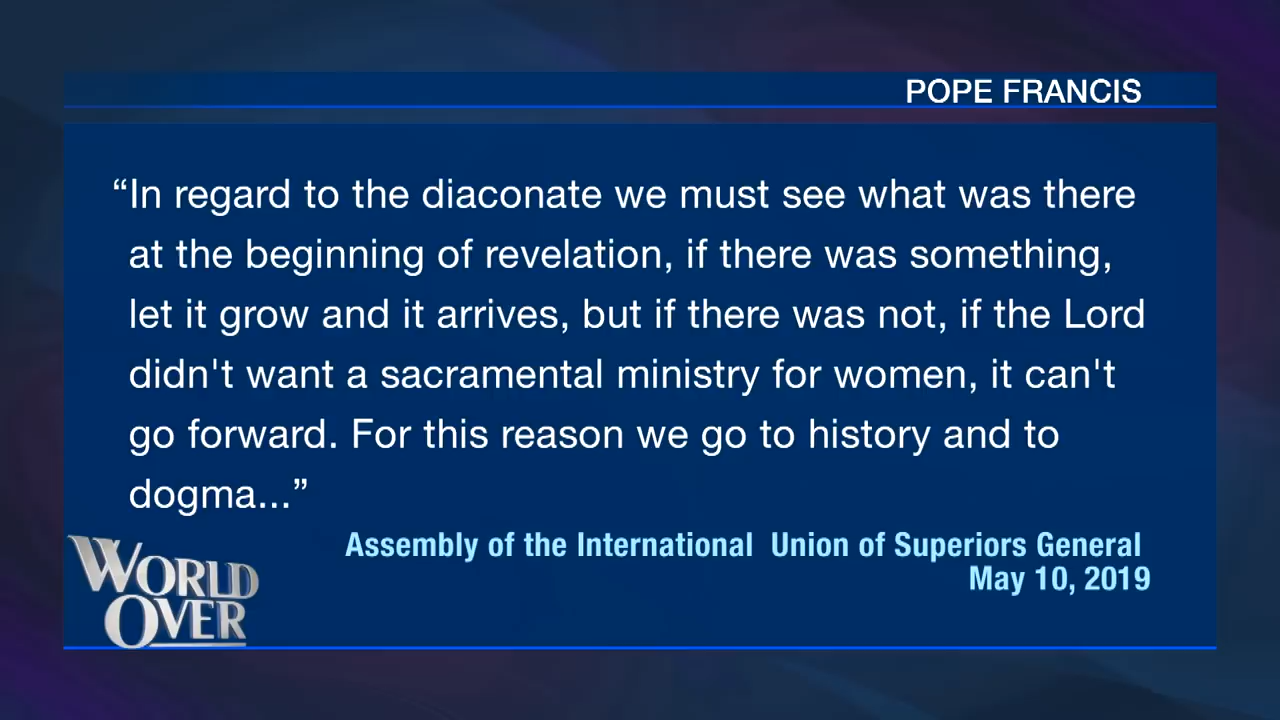 POPE FRANCIS
“In regard to the diaconate we must see what was there
at the beginning of revelation, if there was something,
let it grow and it arrives, but if there was not, if the Lord
didn't want a sacramental ministry for women, it can't
go forward. For this reason we go to history and to
dogma...”
Assembly of the International Union of Superiors General
May 10, 2019
WORLD
OVER